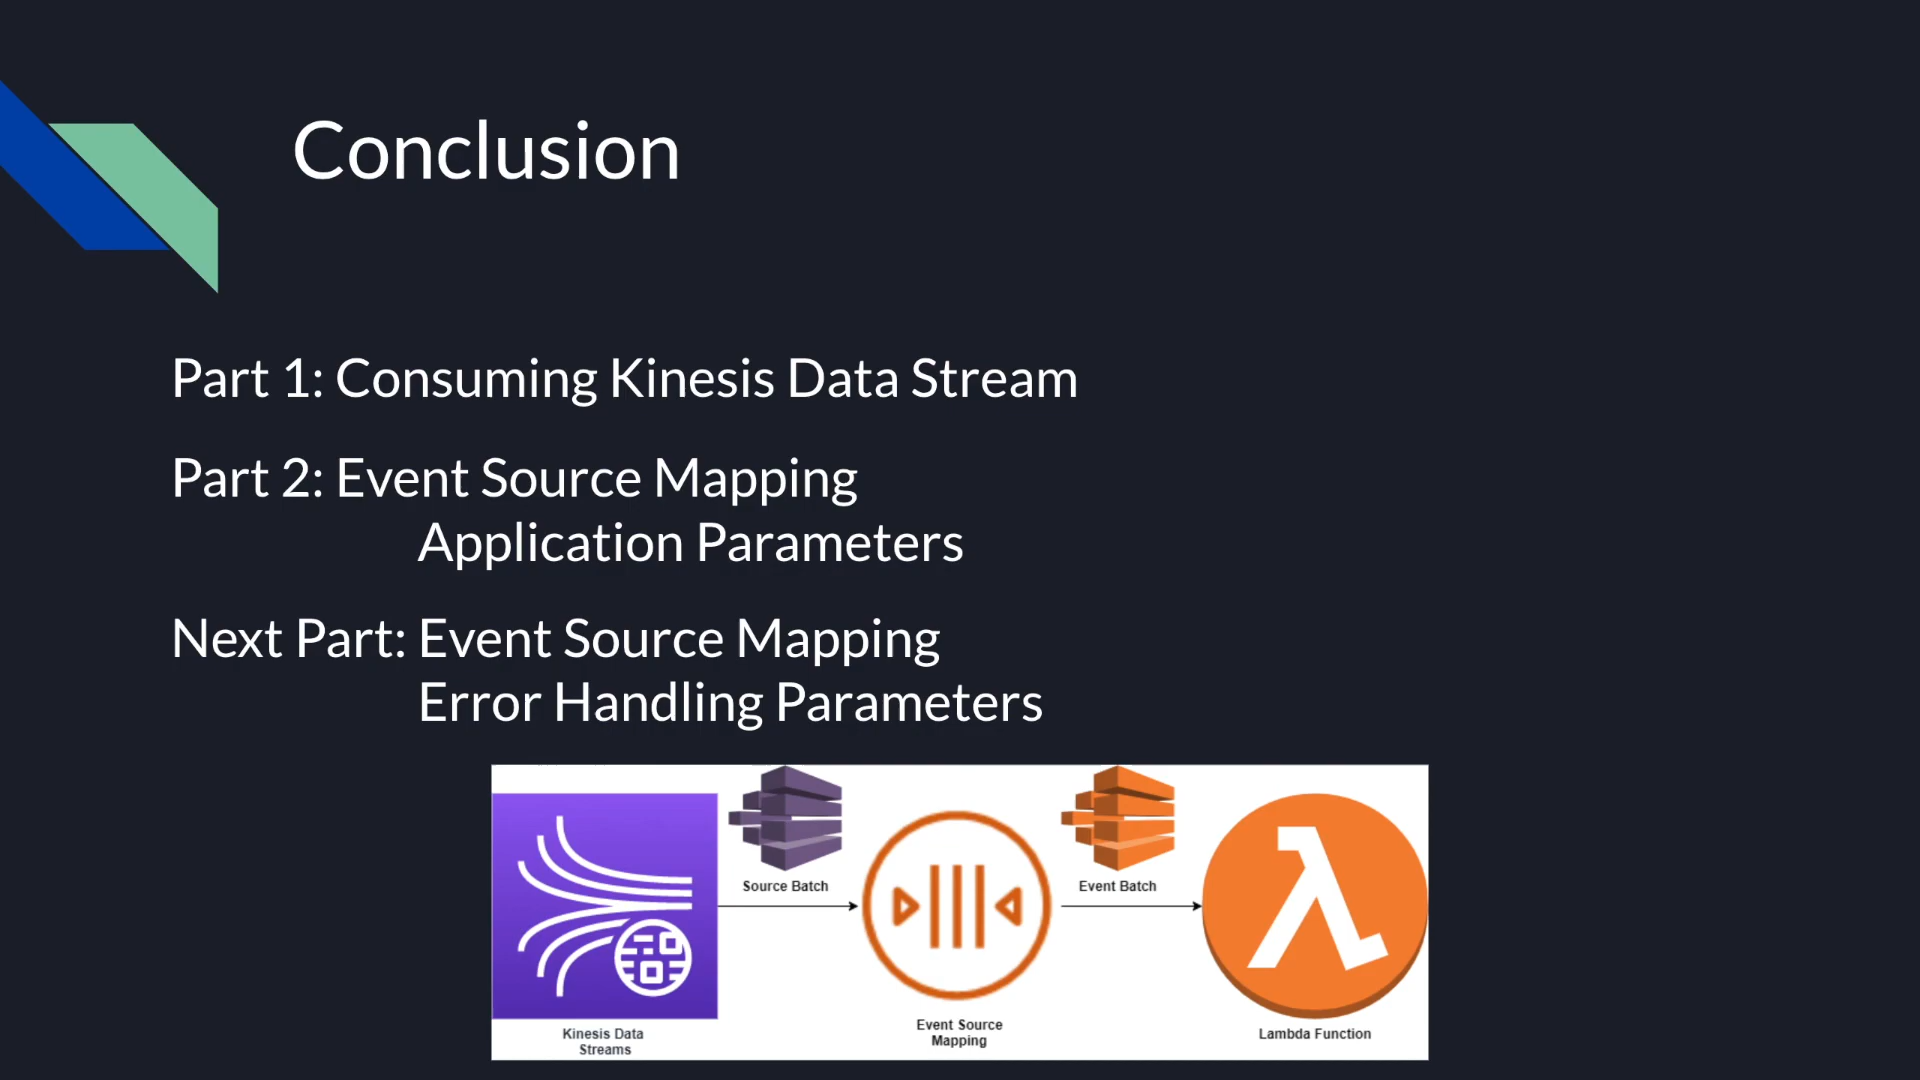 Conclusion
Part 1: Consuming Kinesis Data Stream
Part 2: Event Source Mapping
Application Parameters
Next Part: Event Source Mapping
Error Handling Parameters
Source Batch
Event Batch
Kinesis Data
Streams
Event Source
Mapping
Lambda Function